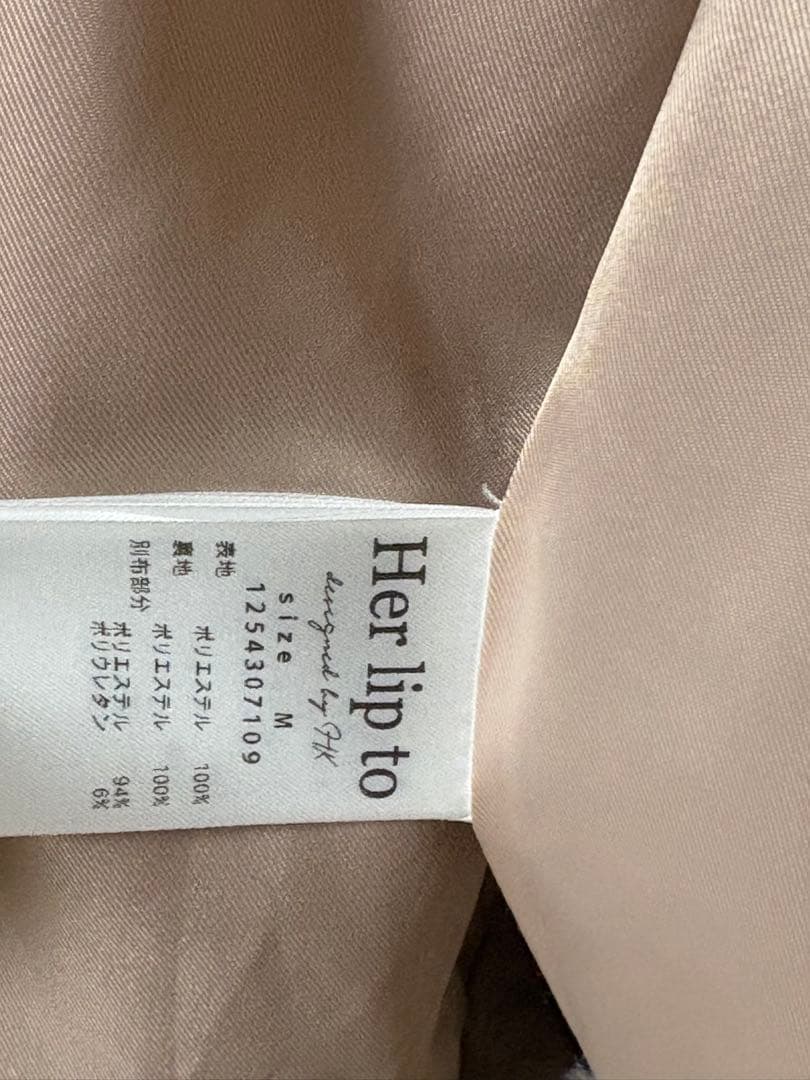 Her lip to
designed by HK
size M
1254307109
表地 ポリエステル 100%
裏地 ポリエステル 100%
別布部分 ポリエステル 94%
ポリウレタン 6%